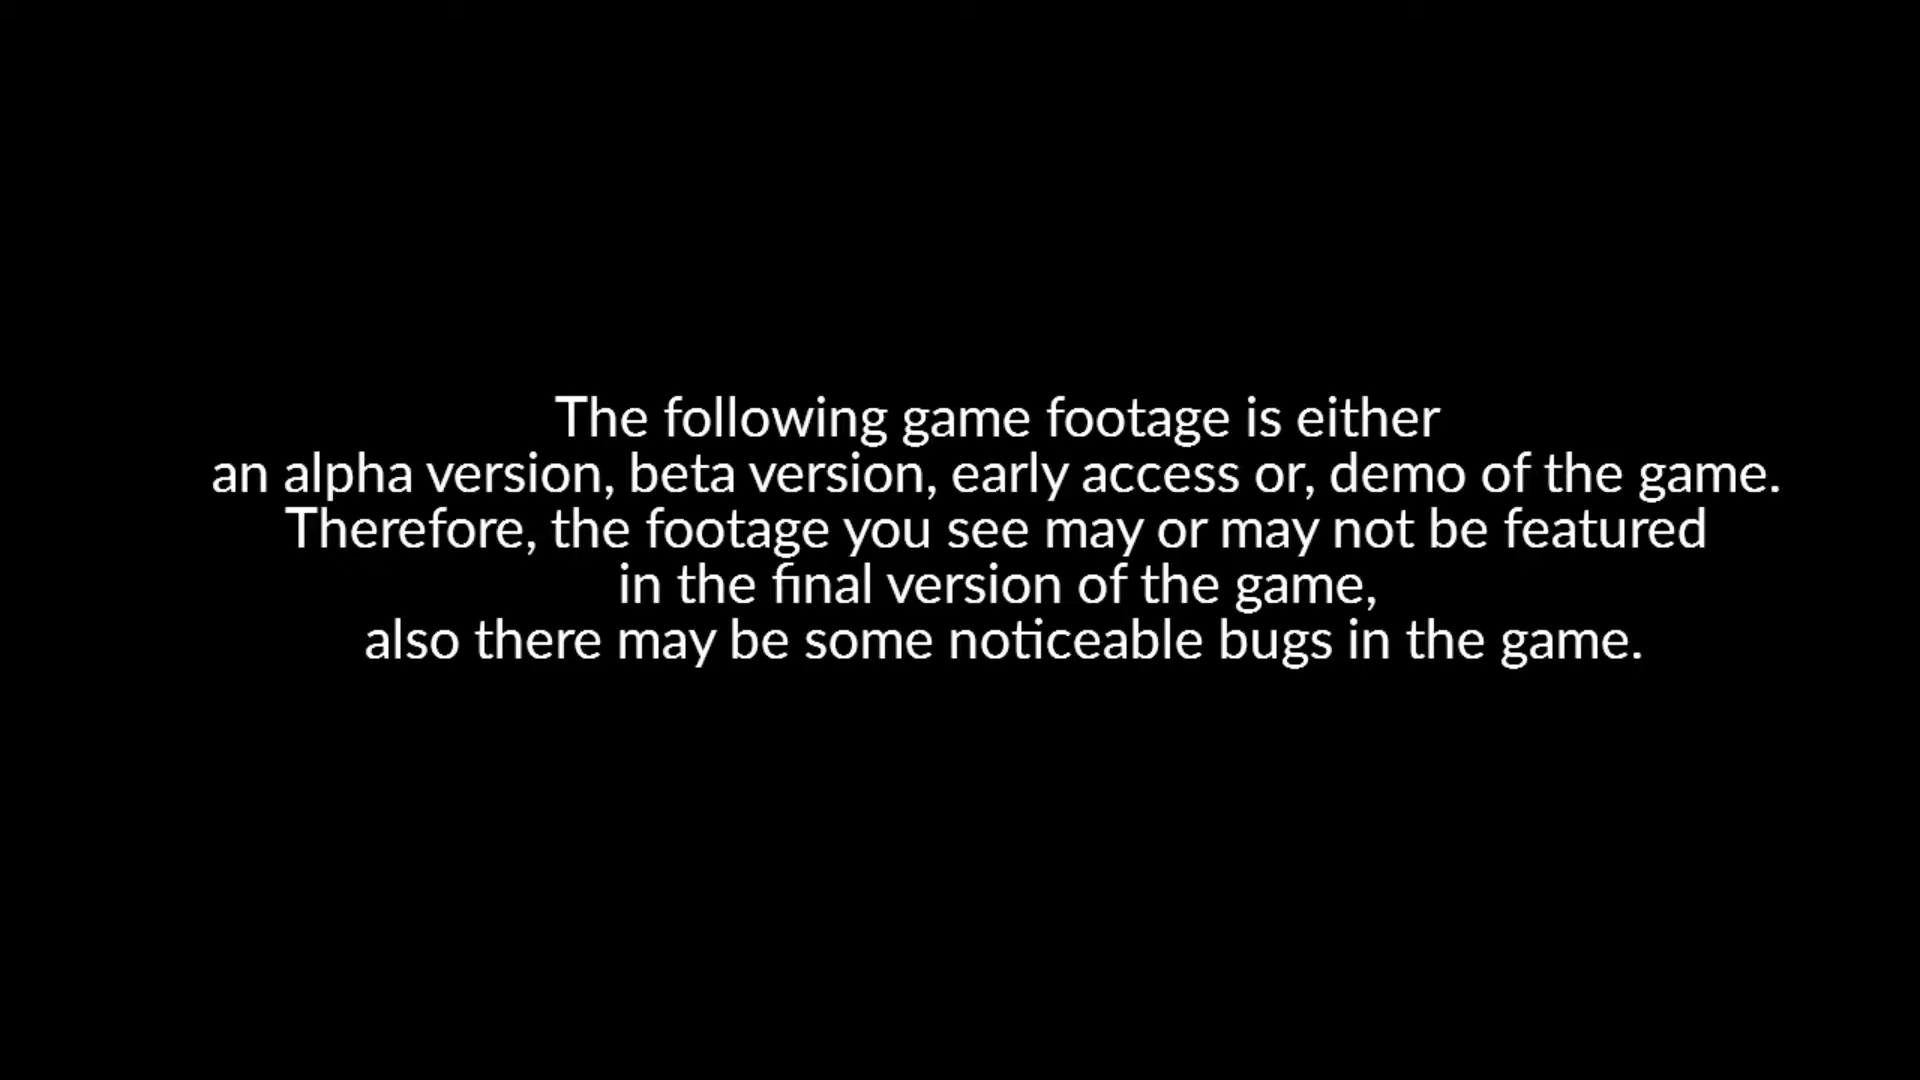 The following game footage is either
an alpha version, beta version, early access or, demo of the game.
Therefore, the footage you see may or may not be featured
in the final version of the game,
also there may be some noticeable bugs in the game.